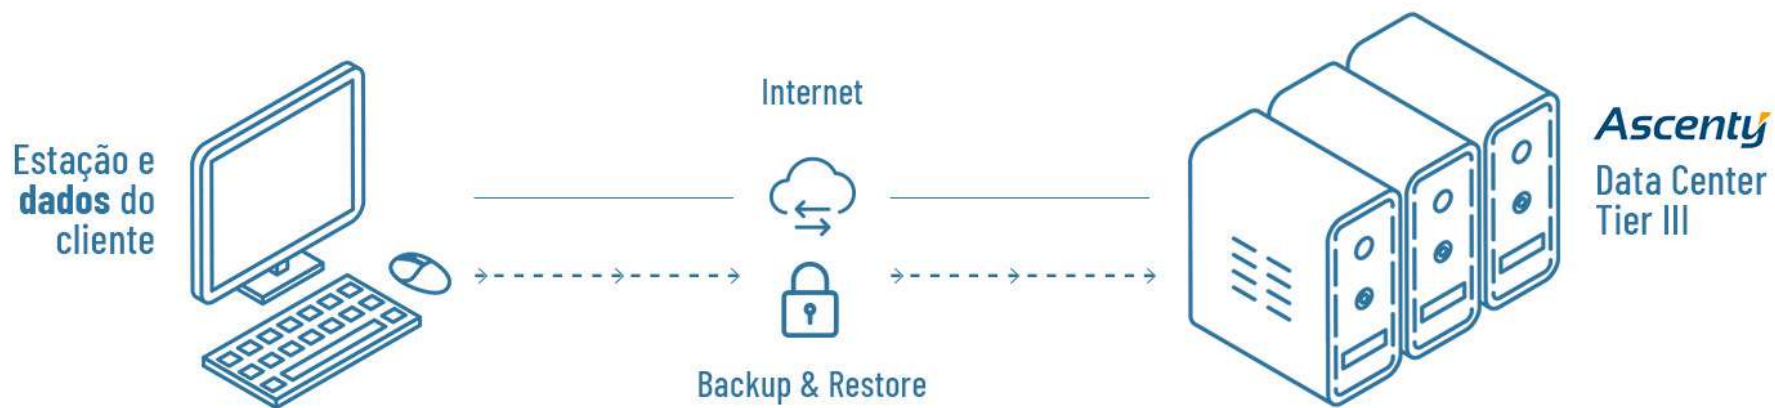 Estação e
dados do
cliente
Internet
Backup & Restore
Ascenty
Data Center
Tier III